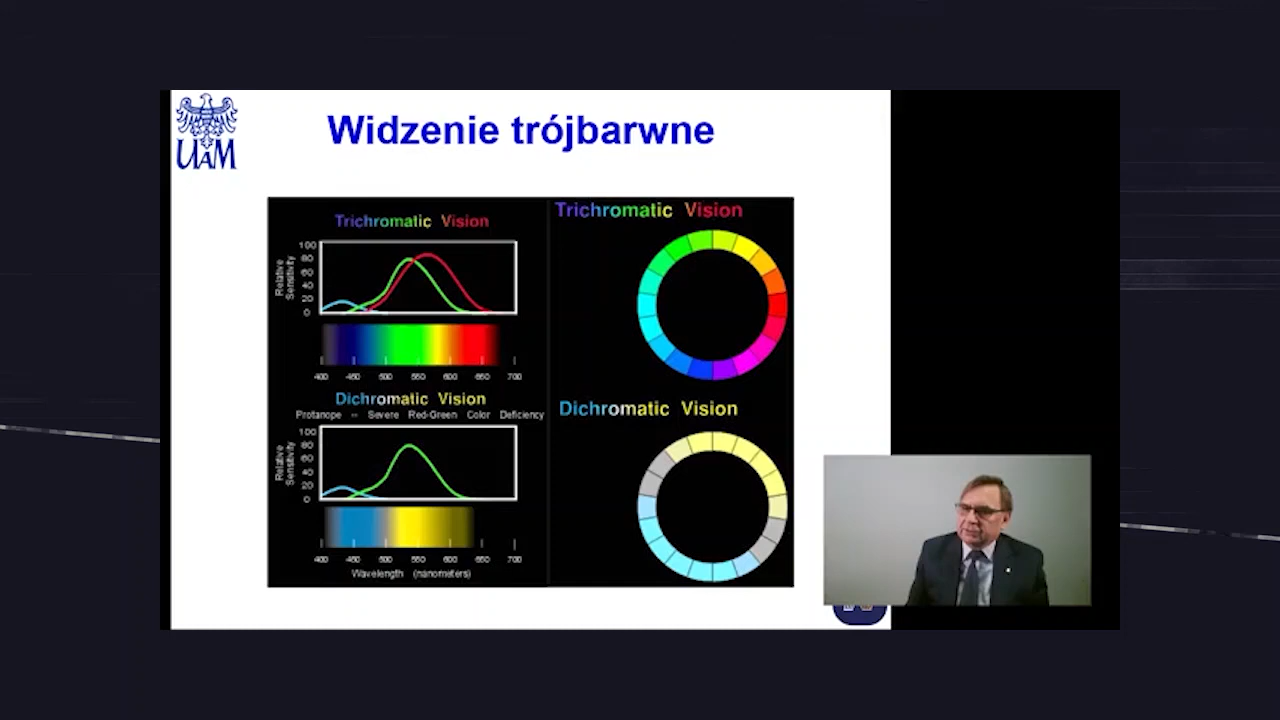 UAM
Widzenie trójbarwne
Trichromatic Vision
100
80
60
40
20
0
Relative
Sensitivity
400 450 500 550 600 650 700
Dichromatic Vision
Protanope -- Severe Red-Green Color Deficiency
100
80
60
40
20
0
Relative
Sensitivity
400 450 500 550 600 650 700
Wavelength (nanometers)
Trichromatic Vision
Dichromatic Vision